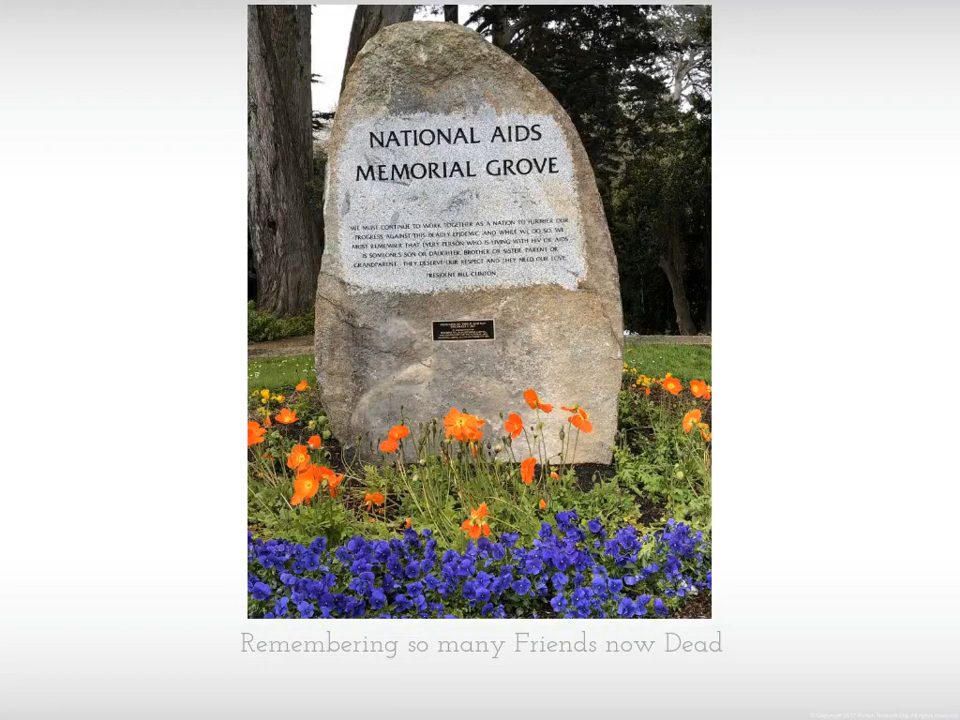 NATIONAL AIDS
MEMORIAL GROVE
WE MUST CONTINUE TO WORK TOGETHER AS A NATION TO FURTHER OUR
PROGRESS AGAINST THIS DEADLY EPIDEMIC, AND WHILE WE DO SO, WE
MUST REMEMBER THAT EVERY PERSON WHO IS LIVING WITH HIV OR AIDS
IS SOMEONE'S SON OR DAUGHTER, BROTHER OR SISTER, PARENT OR
GRANDPARENT. THEY DESERVE OUR RESPECT AND THEY NEED OUR LOVE.
PRESIDENT BILL CLINTON
Remembering so many Friends now Dead